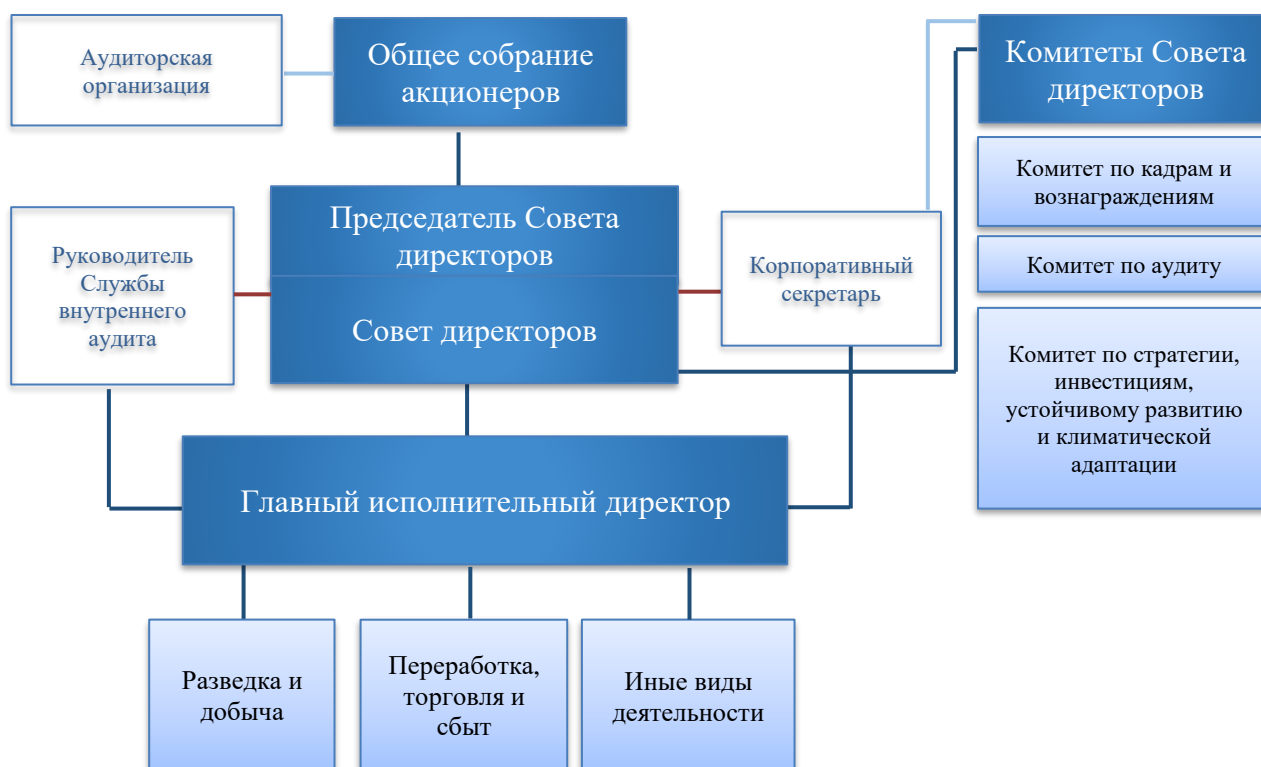 Аудиторская
организация
Общее собрание
акционеров
Комитеты Совета
директоров
Комитет по кадрам и
вознаграждениям
Комитет по аудиту
Комитет по стратегии,
инвестициям,
устойчивому развитию
и климатической
адаптации
Руководитель
Службы
внутреннего
аудита
Председатель Совета
директоров
Совет директоров
Корпоративный
секретарь
Главный исполнительный директор
Разведка и
добыча
Переработка,
торговля и
сбыт
Иные виды
деятельности